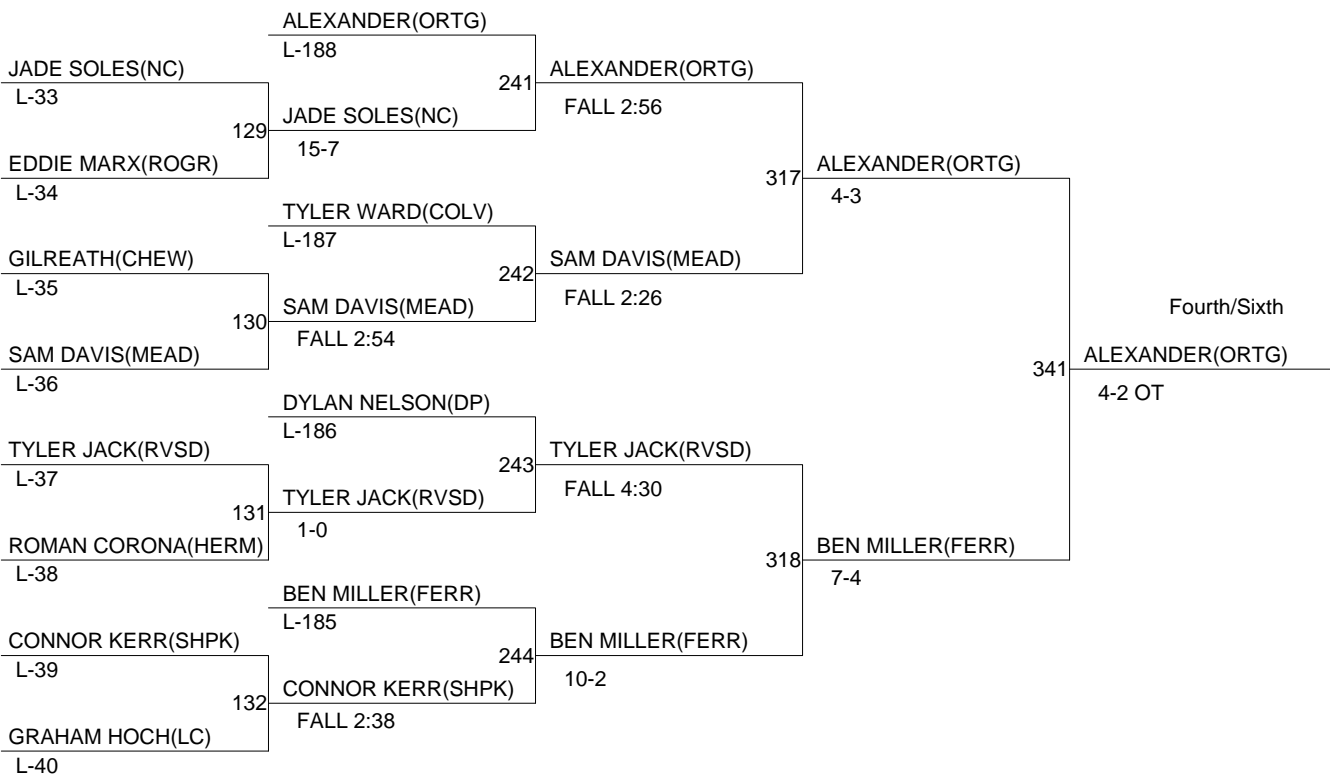 ALEXANDER(ORTG)
L-188
JADE SOLES(NC)
L-33
241
ALEXANDER(ORTG)
FALL 2:56
129
JADE SOLES(NC)
15-7
EDDIE MARX(ROGR)
L-34
317
ALEXANDER(ORTG)
4-3
TYLER WARD(COLV)
L-187
GILREATH(CHEW)
L-35
242
SAM DAVIS(MEAD)
FALL 2:26
130
SAM DAVIS(MEAD)
FALL 2:54
Fourth/Sixth
SAM DAVIS(MEAD)
L-36
341
ALEXANDER(ORTG)
4-2 OT
DYLAN NELSON(DP)
L-186
TYLER JACK(RVSD)
L-37
243
TYLER JACK(RVSD)
FALL 4:30
131
TYLER JACK(RVSD)
1-0
ROMAN CORONA(HERM)
L-38
318
BEN MILLER(FERR)
7-4
BEN MILLER(FERR)
L-185
CONNOR KERR(SHPK)
L-39
244
BEN MILLER(FERR)
10-2
132
CONNOR KERR(SHPK)
FALL 2:38
GRAHAM HOCH(LC)
L-40